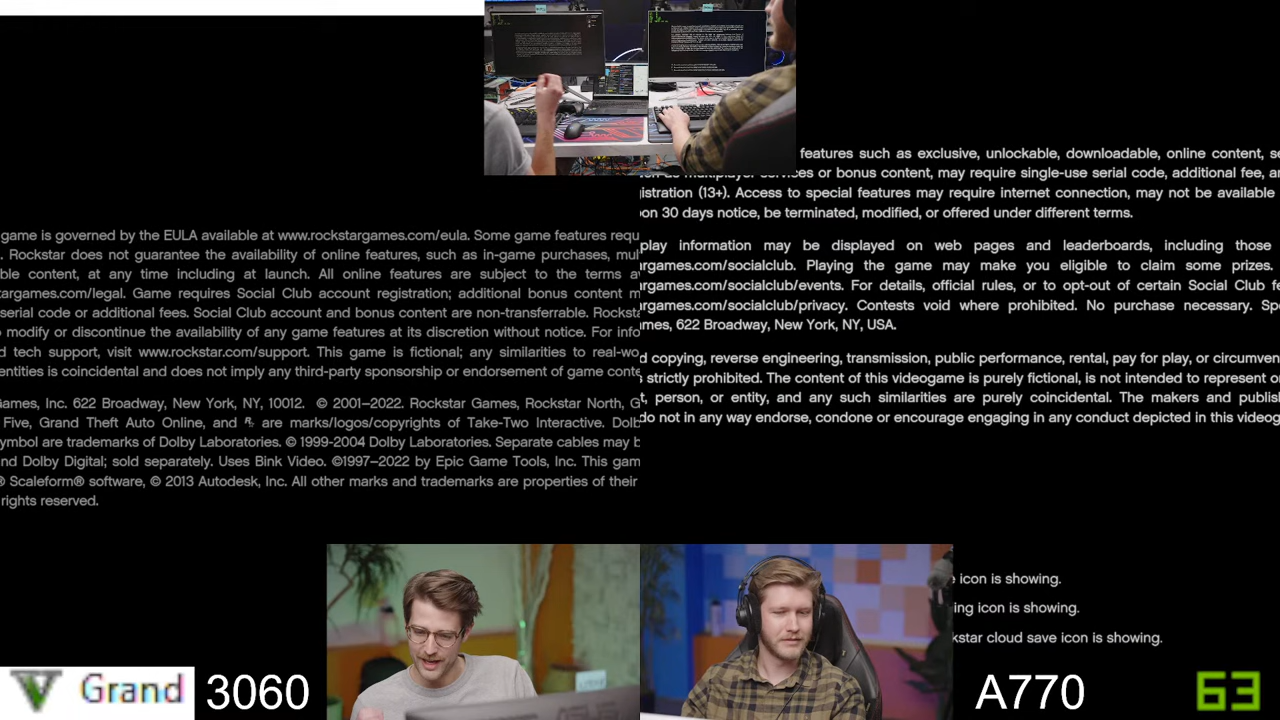 game is governed by the EULA available at www.rockstargames.com/eula. Some game features requ
. Rockstar does not guarantee the availability of online features, such as in-game purchases, mul
ble content, at any time including at launch. All online features are subject to the terms a
targames.com/legal. Game requires Social Club account registration; additional bonus content m
serial code or additional fees. Social Club account and bonus content are non-transferrable. Rocksta
modify or discontinue the availability of any game features at its discretion without notice. For info
d tech support, visit www.rockstar.com/support. This game is fictional; any similarities to real-wo
entities is coincidental and does not imply any third-party sponsorship or endorsement of game conte
Games, Inc. 622 Broadway, New York, NY, 10012. © 2001–2022. Rockstar Games, Rockstar North, G
Five, Grand Theft Auto Online, and R* are marks/logos/copyrights of Take-Two Interactive. Dolb
ymbol are trademarks of Dolby Laboratories. © 1999-2004 Dolby Laboratories. Separate cables may b
nd Dolby Digital; sold separately. Uses Bink Video. ©1997–2022 by Epic Game Tools, Inc. This gam
® Scaleform® software, © 2013 Autodesk, Inc. All other marks and trademarks are properties of their
rights reserved.
features such as exclusive, unlockable, downloadable, online content, se
such as multiplayer services or bonus content, may require single-use serial code, additional fee, an
gistration (13+). Access to special features may require internet connection, may not be available
on 30 days notice, be terminated, modified, or offered under different terms.
play information may be displayed on web pages and leaderboards, including those
argames.com/socialclub. Playing the game may make you eligible to claim some prizes.
argames.com/socialclub/events. For details, official rules, or to opt-out of certain Social Club fe
argames.com/socialclub/privacy. Contests void where prohibited. No purchase necessary. Sp
mes, 622 Broadway, New York, NY, USA.
d copying, reverse engineering, transmission, public performance, rental, pay for play, or circumven
s strictly prohibited. The content of this videogame is purely fictional, is not intended to represent o
t, person, or entity, and any such similarities are purely coincidental. The makers and publis
do not in any way endorse, condone or encourage engaging in any conduct depicted in this videog
e icon is showing.
ing icon is showing.
kstar cloud save icon is showing.
V Grand 3060
A770 63